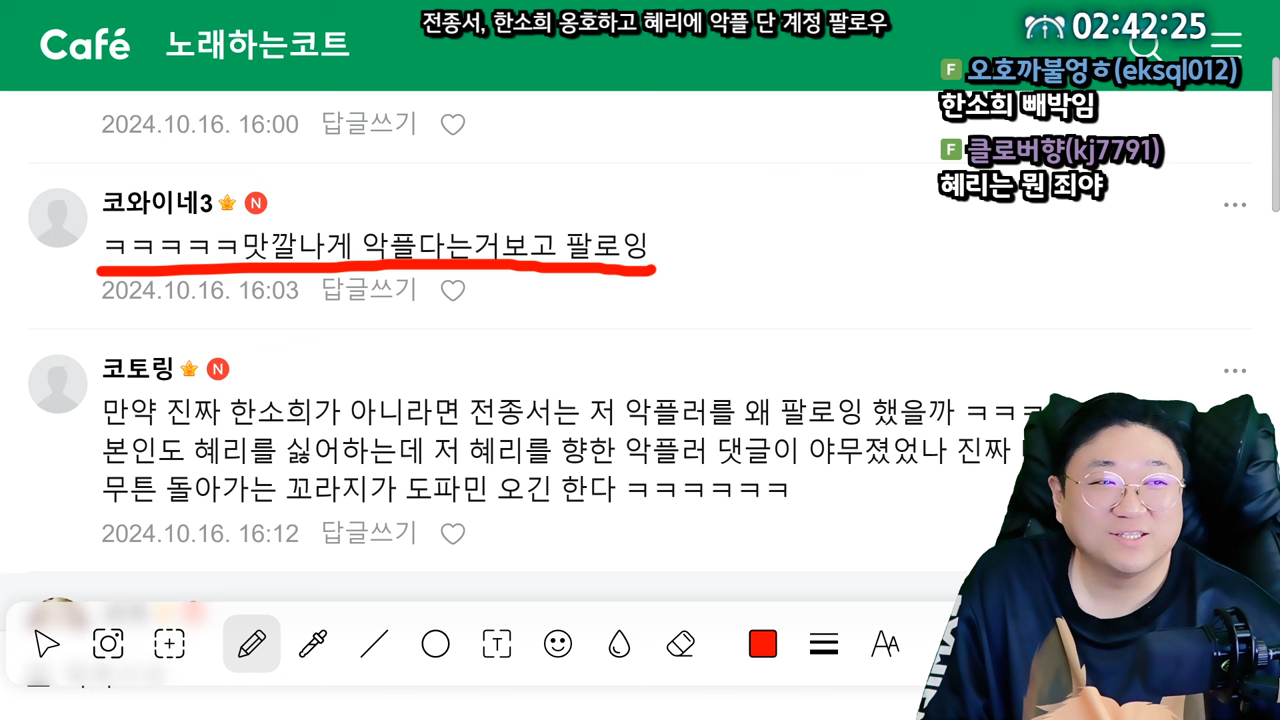 Café 노래하는코트
전종서, 한소희 옹호하고 혜리에 악플 단 계정 팔로우
02:42:25
F 오호까불엉ㅎ(eksql012)
한소희 빼박임
F 클로버향(kj7791)
혜리는 뭔 죄야
2024.10.16. 16:00 답글쓰기
코와이네3 N
ㅋㅋㅋㅋㅋ맛깔나게 악플다는거보고 팔로잉
2024.10.16. 16:03 답글쓰기
코토링 N
만약 진짜 한소희가 아니라면 전종서는 저 악플러를 왜 팔로잉 했을까 ㅋㅋㅋ
본인도 혜리를 싫어하는데 저 혜리를 향한 악플러 댓글이 야무졌었나 진짜
무튼 돌아가는 꼬라지가 도파민 오긴 한다 ㅋㅋㅋㅋㅋㅋ
2024.10.16. 16:12 답글쓰기
T
AA